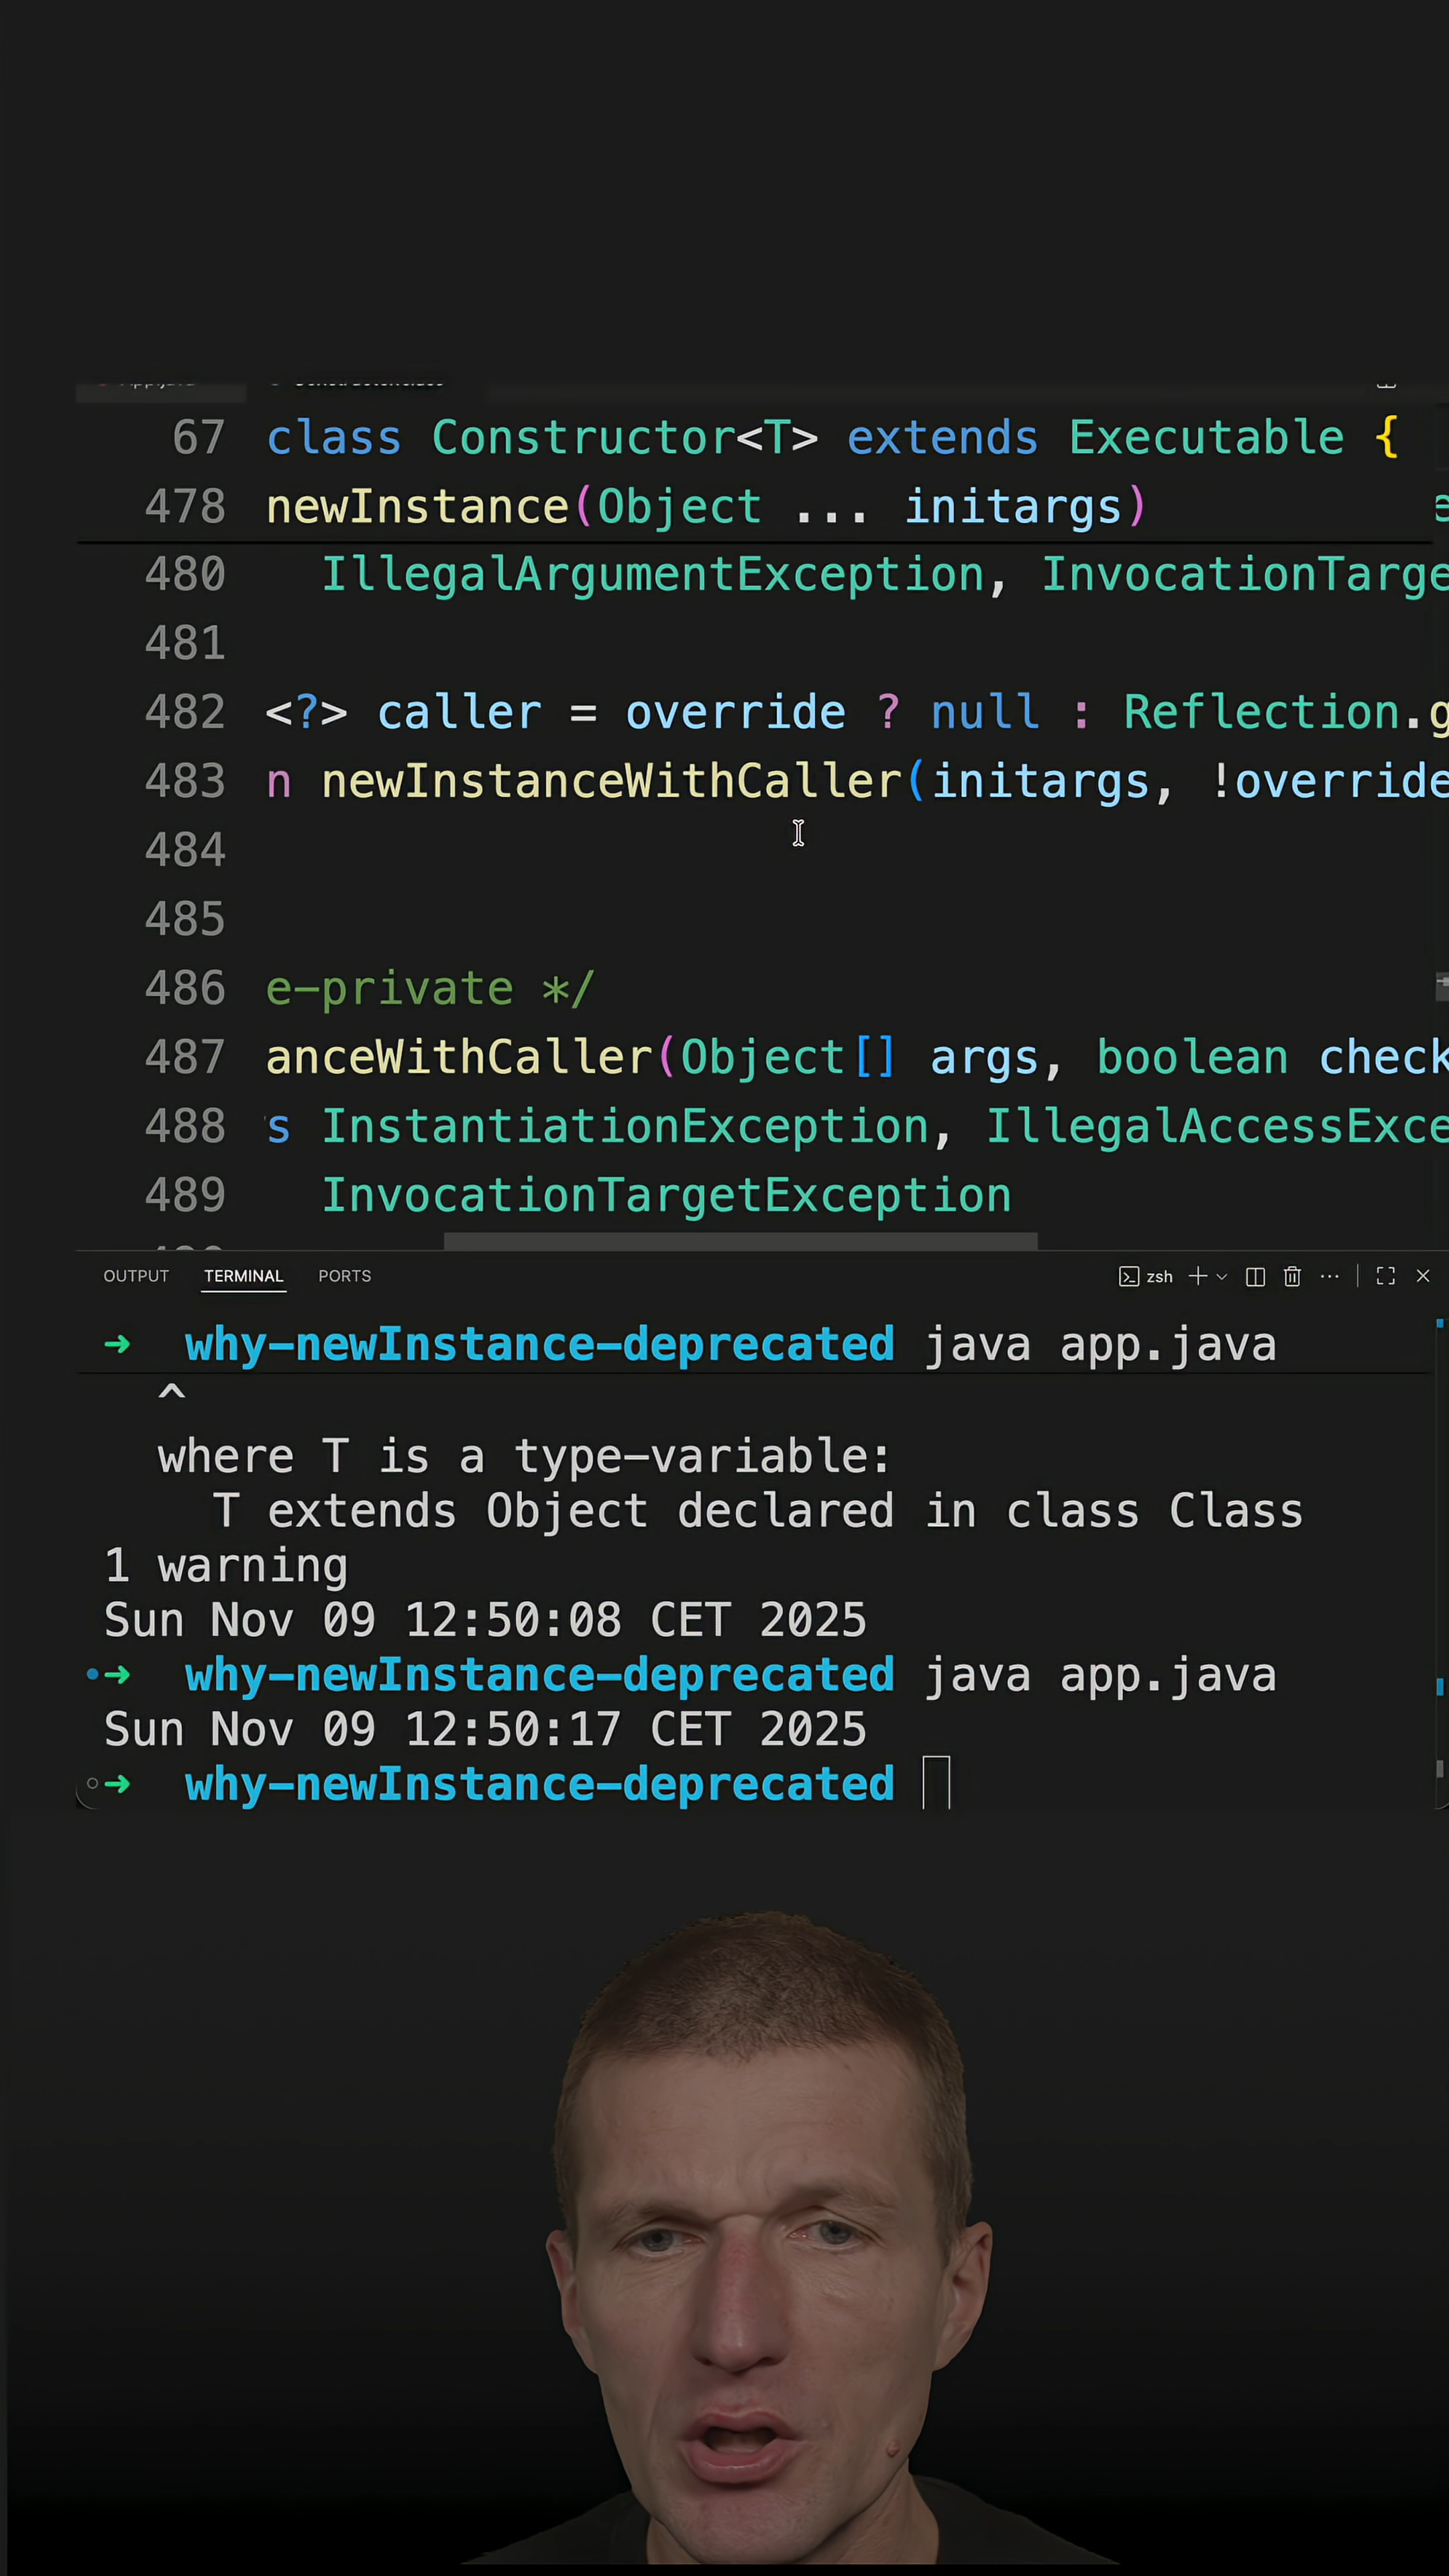 67 class Constructor<T> extends Executable {
478 newInstance(Object ... initargs)
480 IllegalArgumentException, InvocationTarge
481
482 <?> caller = override ? null : Reflection.g
483 n newInstanceWithCaller(initargs, !override
484
485
486 e-private */
487 anceWithCaller(Object[] args, boolean check
488 s InstantiationException, IllegalAccessExce
489 InvocationTargetException
OUTPUT TERMINAL PORTS zsh
➜ why-newInstance-deprecated java app.java
^
where T is a type-variable:
T extends Object declared in class Class
1 warning
Sun Nov 09 12:50:08 CET 2025
➜ why-newInstance-deprecated java app.java
Sun Nov 09 12:50:17 CET 2025
➜ why-newInstance-deprecated